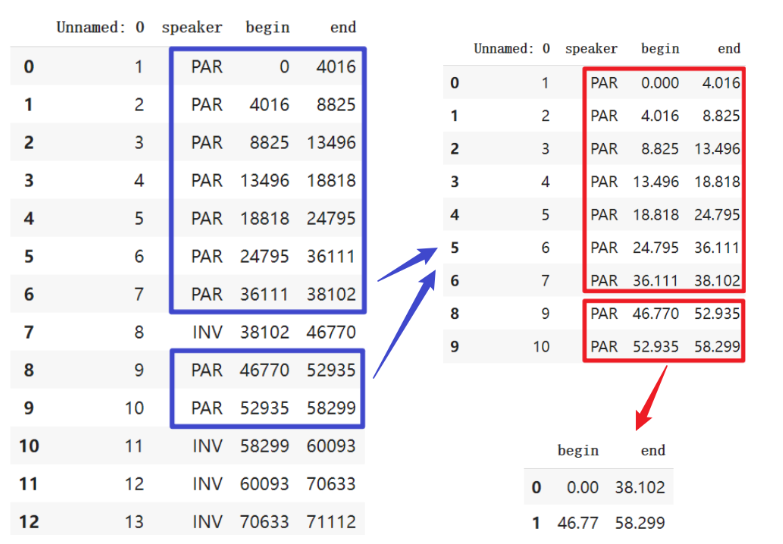 Unnamed: 0 speaker begin end
0 1 PAR 0 4016
1 2 PAR 4016 8825
2 3 PAR 8825 13496
3 4 PAR 13496 18818
4 5 PAR 18818 24795
5 6 PAR 24795 36111
6 7 PAR 36111 38102
7 8 INV 38102 46770
8 9 PAR 46770 52935
9 10 PAR 52935 58299
10 11 INV 58299 60093
11 12 INV 60093 70633
12 13 INV 70633 71112
Unnamed: 0 speaker begin end
0 1 PAR 0.000 4.016
1 2 PAR 4.016 8.825
2 3 PAR 8.825 13.496
3 4 PAR 13.496 18.818
4 5 PAR 18.818 24.795
5 6 PAR 24.795 36.111
6 7 PAR 36.111 38.102
8 9 PAR 46.770 52.935
9 10 PAR 52.935 58.299
begin end
0 0.00 38.102
1 46.77 58.299